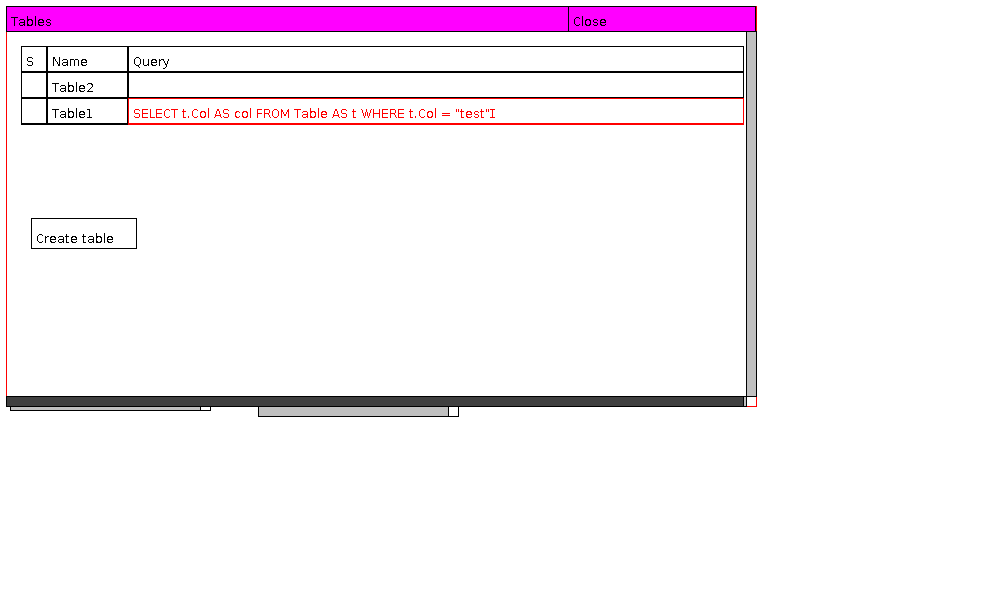 Tables Close
S Name Query
Table2
Table1 SELECT t.Col AS col FROM Table AS t WHERE t.Col = "test"I
Create table